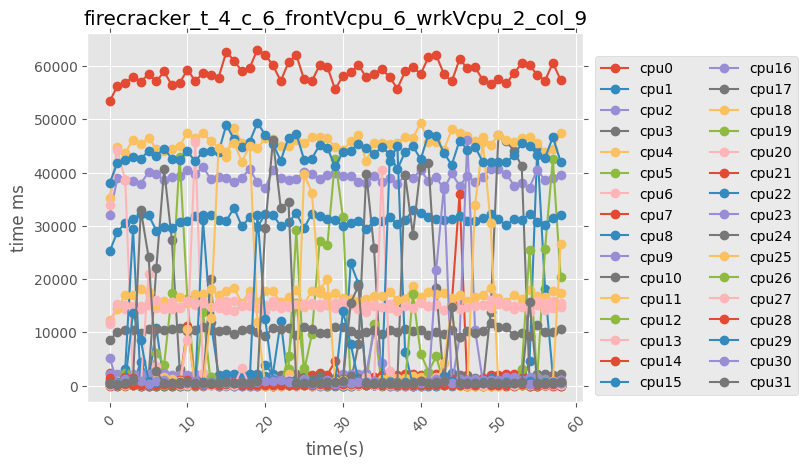 firecracker_t_4_c_6_frontVcpu_6_wrkVcpu_2_col_9
time ms
60000
50000
40000
30000
20000
10000
0
0
10
20
30
40
50
60
time(s)
cpu0
cpu1
cpu2
cpu3
cpu4
cpu5
cpu6
cpu7
cpu8
cpu9
cpu10
cpu11
cpu12
cpu13
cpu14
cpu15
cpu16
cpu17
cpu18
cpu19
cpu20
cpu21
cpu22
cpu23
cpu24
cpu25
cpu26
cpu27
cpu28
cpu29
cpu30
cpu31